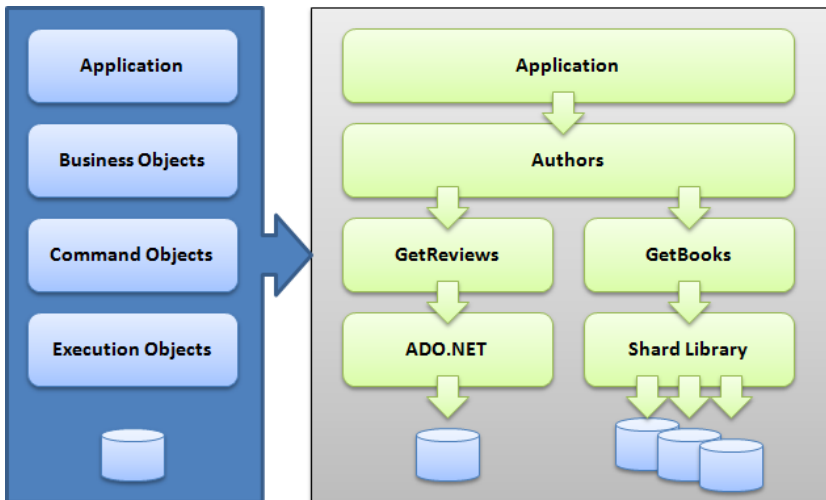 Application
Business Objects
Command Objects
Execution Objects
Application
Authors
GetReviews
GetBooks
ADO.NET
Shard Library